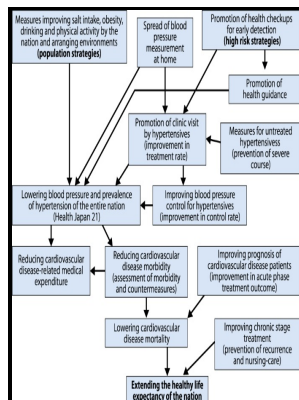 Measures improving salt intake, obesity,
drinking and physical activity by the
nation and arranging environments
(population strategies)
Spread of blood
pressure
measurement
at home
Promotion of health checkups
for early detection
(high risk strategies)
Promotion of
health guidance
Promotion of clinic visit
by hypertensives
(improvement in
treatment rate)
Measures for untreated
hypertensivess
(prevention of severe
course)
Lowering blood pressure and prevalence
of hypertension of the entire nation
(Health Japan 21)
Improving blood pressure
control for hypertensives
(improvement in control rate)
Reducing cardiovascular
disease-related medical
expenditure
Reducing cardiovascular
disease morbidity
(assessment of morbidity
and countermeasures)
Improving prognosis of
cardiovascular disease patients
(improvement in acute phase
treatment outcome)
Lowering cardiovascular
disease mortality
Improving chronic stage
treatment
(prevention of recurrence
and nursing-care)
Extending the healthy life
expectancy of the nation